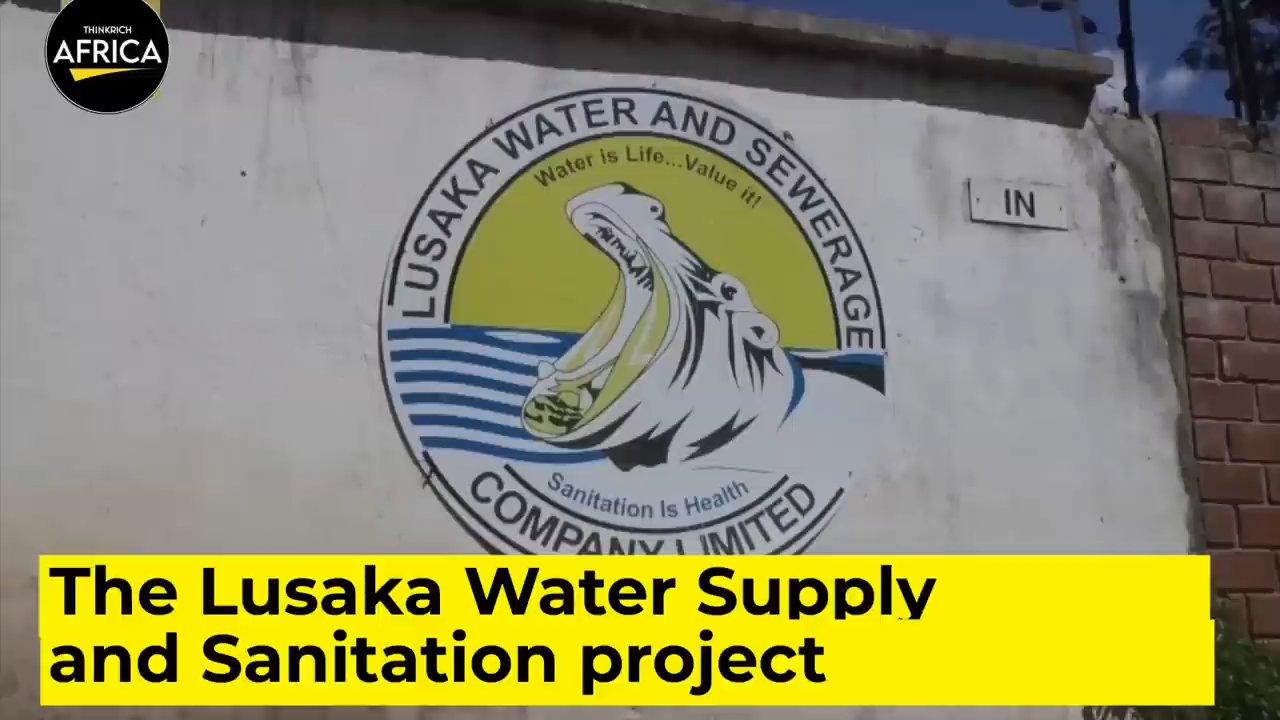 THINKRICH
AFRICA
LUSAKA WATER AND SEWERAGE
Water is Life...Value it!
IN
Sanitation Is Health
COMPANY LIMITED
The Lusaka Water Supply
and Sanitation project